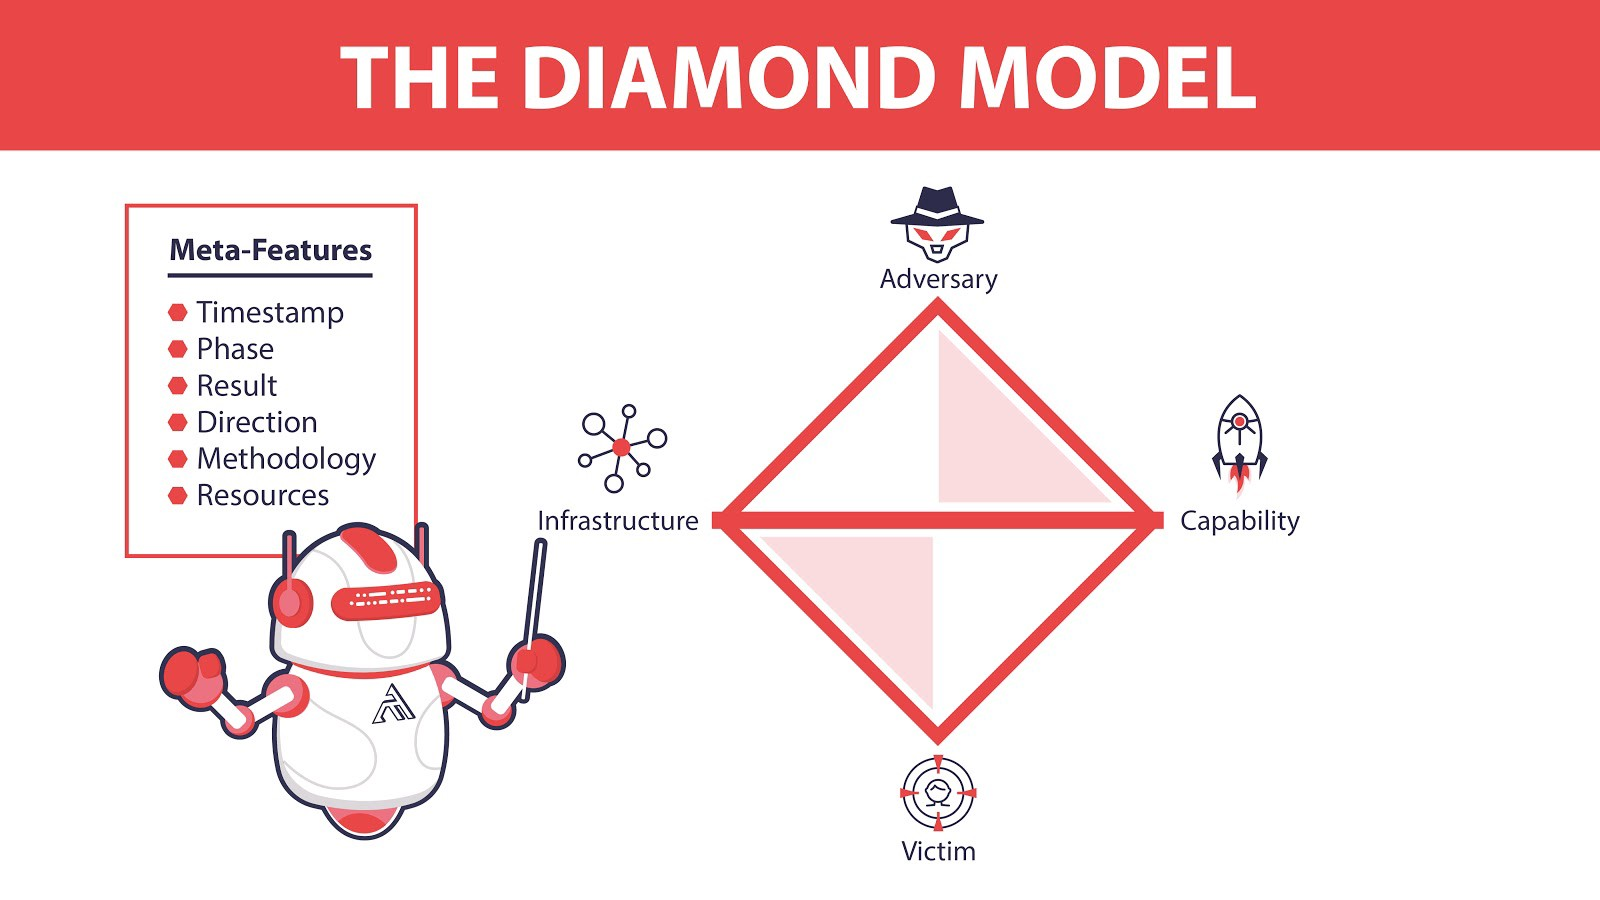 THE DIAMOND MODEL
Meta-Features
Timestamp
Phase
Result
Direction
Methodology
Resources
Adversary
Infrastructure
Capability
Victim